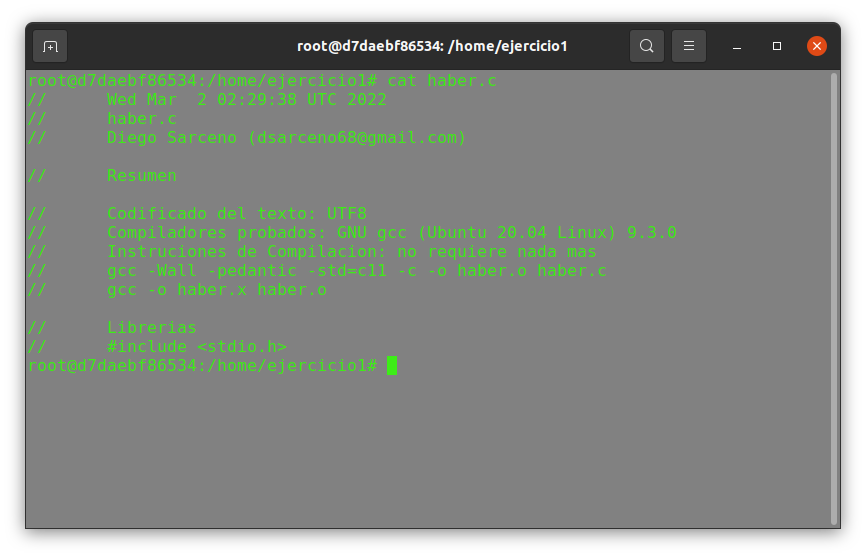 root@d7daebf86534: /home/ejercicio1
root@d7daebf86534:/home/ejercicio1# cat haber.c
//      Wed Mar  2 02:29:38 UTC 2022
//      haber.c
//      Diego Sarceno (dsarceno68@gmail.com)
//      Resumen
//      Codificado del texto: UTF8
//      Compiladores probados: GNU gcc (Ubuntu 20.04 Linux) 9.3.0
//      Instruciones de Compilacion: no requiere nada mas
//      gcc -Wall -pedantic -std=c11 -c -o haber.o haber.c
//      gcc -o haber.x haber.o
//      Librerias
//      #include <stdio.h>
root@d7daebf86534:/home/ejercicio1#